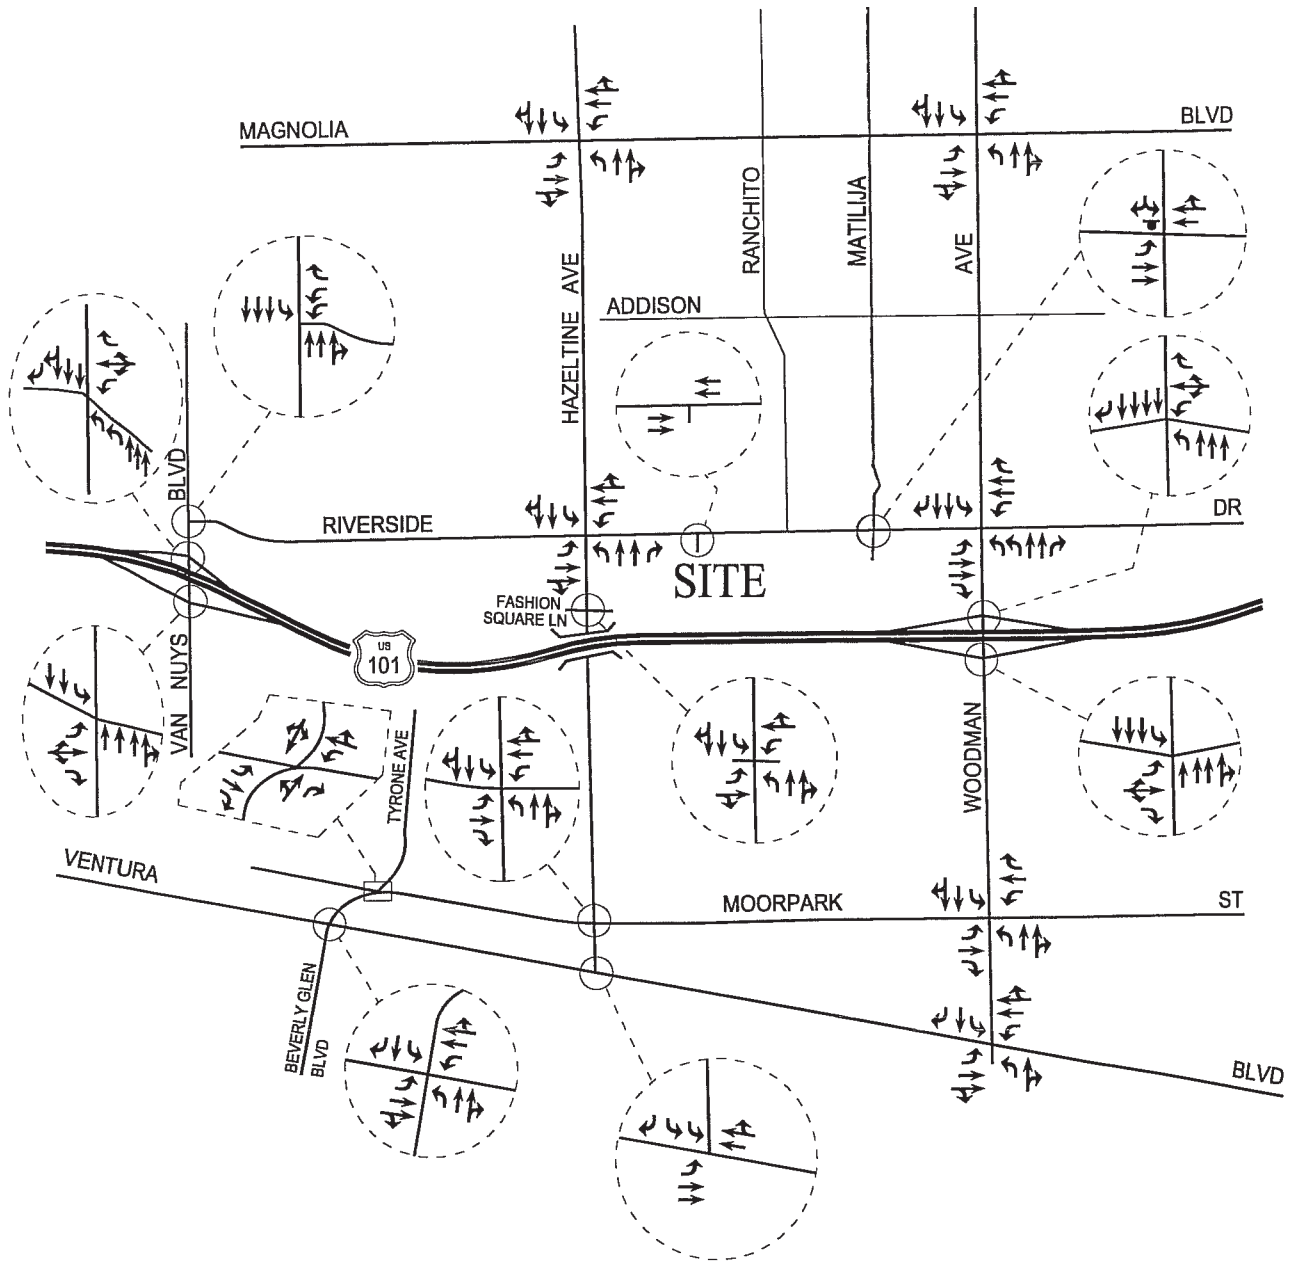 MAGNOLIA
BLVD
RANCHITO
MATILIJA
AVE
HAZELTINE AVE
ADDISON
BLVD
RIVERSIDE
DR
SITE
FASHION
SQUARE LN
US
101
VAN NUYS
TYRONE AVE
WOODMAN
VENTURA
MOORPARK
ST
BEVERLY GLEN
BLVD
BLVD